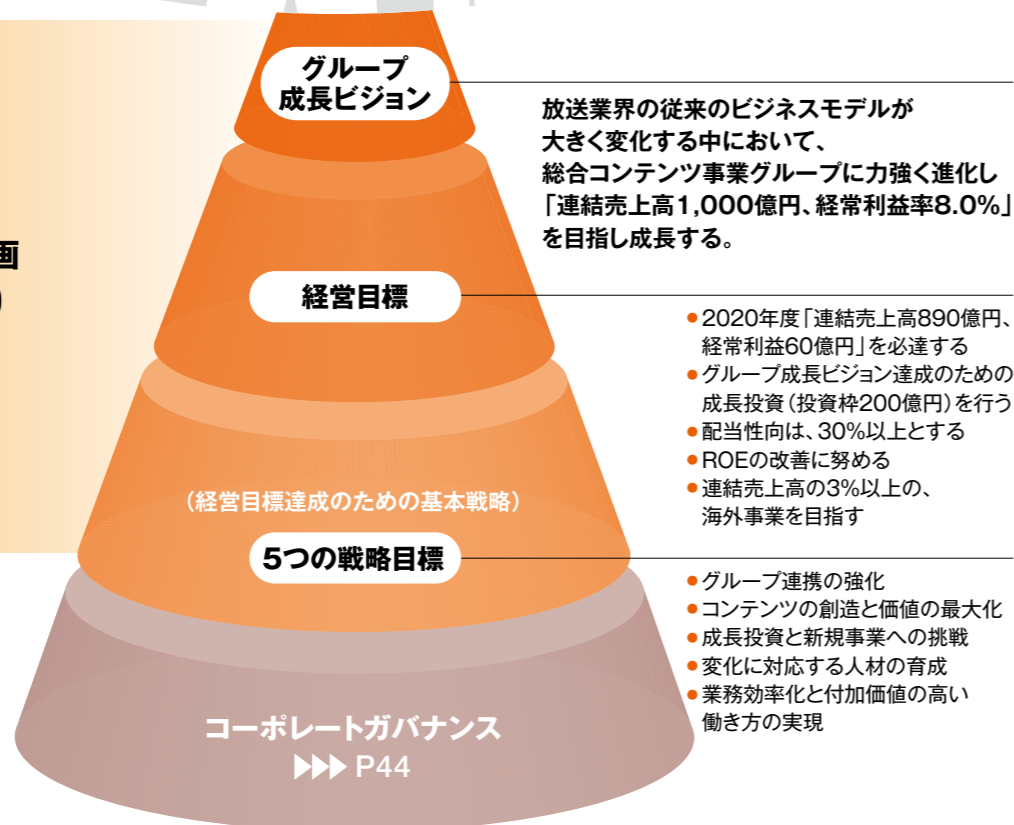 グループ
成長ビジョン
放送業界の従来のビジネスモデルが
大きく変化する中において、
総合コンテンツ事業グループに力強く進化し
「連結売上高1,000億円、経常利益率8.0%」
を目指し成長する。
画
)
経営目標
●2020年度「連結売上高890億円、
経常利益60億円」を必達する
●グループ成長ビジョン達成のための
成長投資(投資枠200億円)を行う
●配当性向は、30%以上とする
●ROEの改善に努める
●連結売上高の3%以上の、
海外事業を目指す
(経営目標達成のための基本戦略)
5つの戦略目標
●グループ連携の強化
●コンテンツの創造と価値の最大化
●成長投資と新規事業への挑戦
●変化に対応する人材の育成
●業務効率化と付加価値の高い
働き方の実現
コーポレートガバナンス
▶▶▶ P44